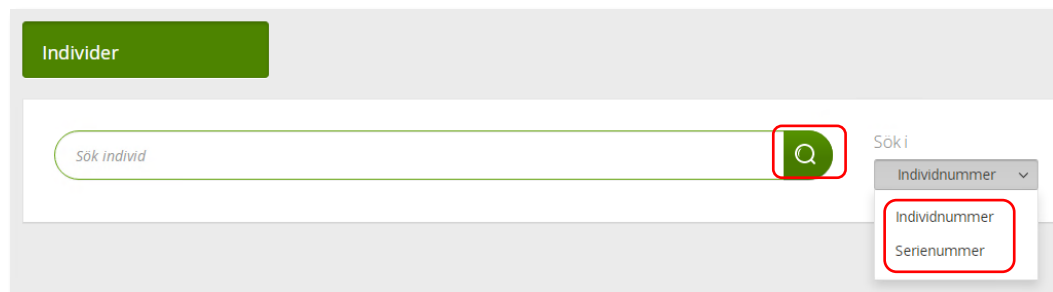 Individer
Sök individ
Sök i
Individnummer
Individnummer
Serienummer